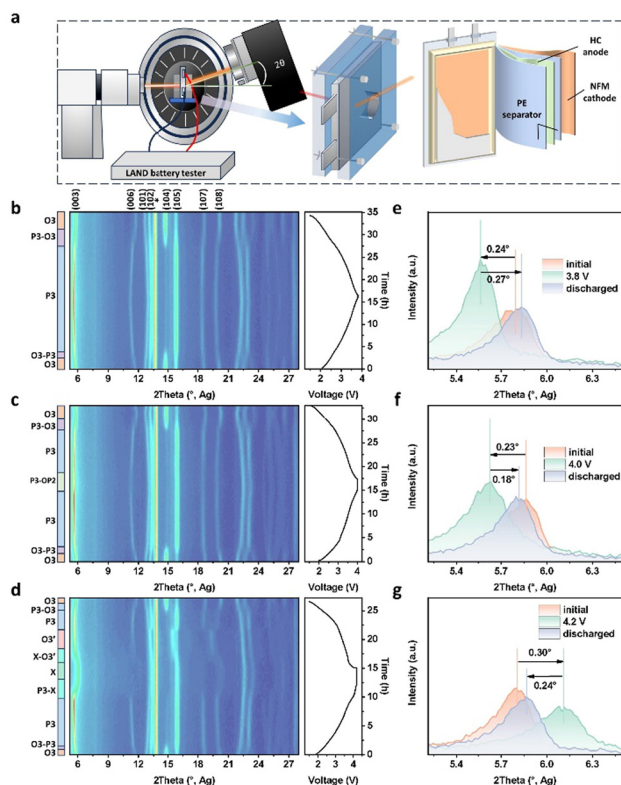 a
2θ
LAND battery tester
HC
anode
PE
separator
NFM
cathode
b
(003)
(006)
(101)
(102)
*
(104)
(105)
(107)
(108)
O3
P3-O3
P3
O3-P3
O3
6 9 12 15 18 21 24 27
2Theta (°, Ag)
0 5 10 15 20 25 30 35
Time (h)
1 2 3 4
Voltage (V)
c
O3
P3-O3
P3
P3-OP2
P3
O3-P3
O3
6 9 12 15 18 21 24 27
2Theta (°, Ag)
0 5 10 15 20 25 30
Time (h)
1 2 3 4
Voltage (V)
d
O3
P3-O3
P3
O3'
X-O3'
X
P3-X
P3
O3-P3
O3
6 9 12 15 18 21 24 27
2Theta (°, Ag)
0 5 10 15 20 25
Time (h)
1 2 3 4
Voltage (V)
e
Intensity (a.u.)
0.24°
0.27°
initial
3.8 V
discharged
5.4 5.7 6.0 6.3
2Theta (°, Ag)
f
Intensity (a.u.)
0.23°
0.18°
initial
4.0 V
discharged
5.4 5.7 6.0 6.3
2Theta (°, Ag)
g
Intensity (a.u.)
initial
4.2 V
discharged
0.30°
0.24°
5.4 5.7 6.0 6.3
2Theta (°, Ag)